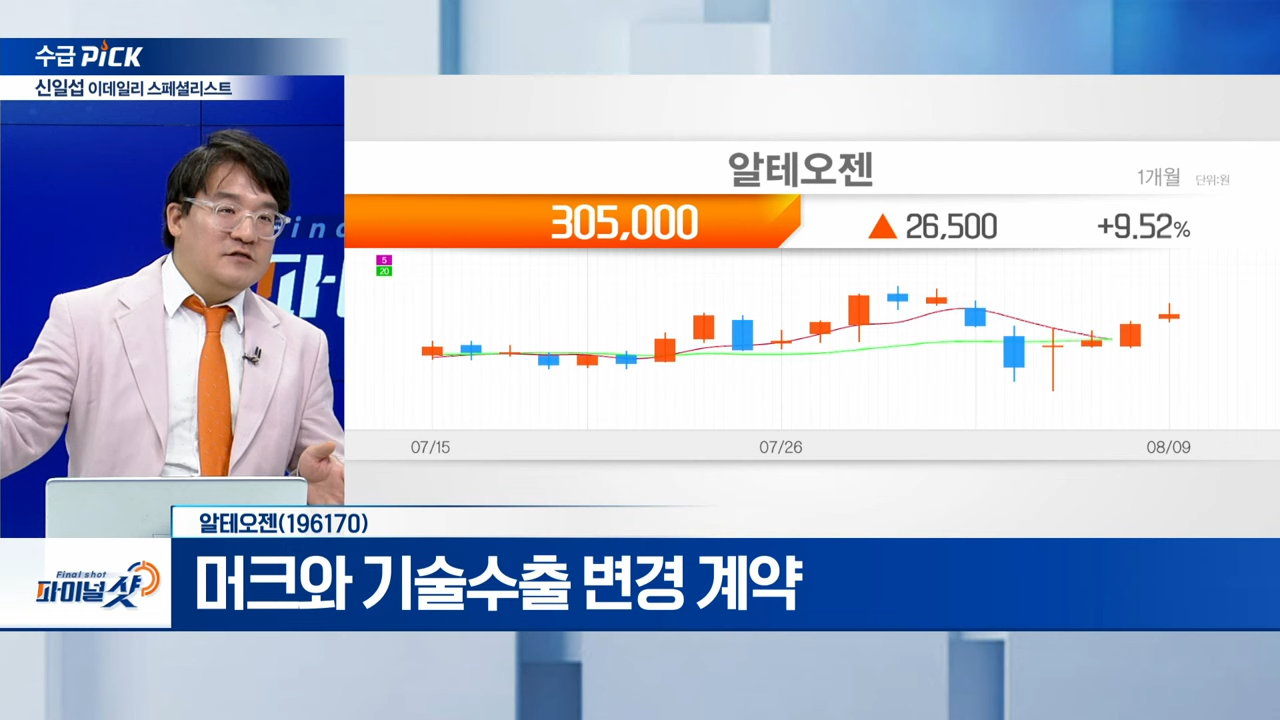 수급 PiCK
신일섭 이데일리 스페셜리스트
Fina
파
알테오젠
1개월 단위:원
305,000 ▲ 26,500 +9.52%
5
20
07/15 07/26 08/09
알테오젠(196170)
Final shot
파이널샷
머크와 기술수출 변경 계약